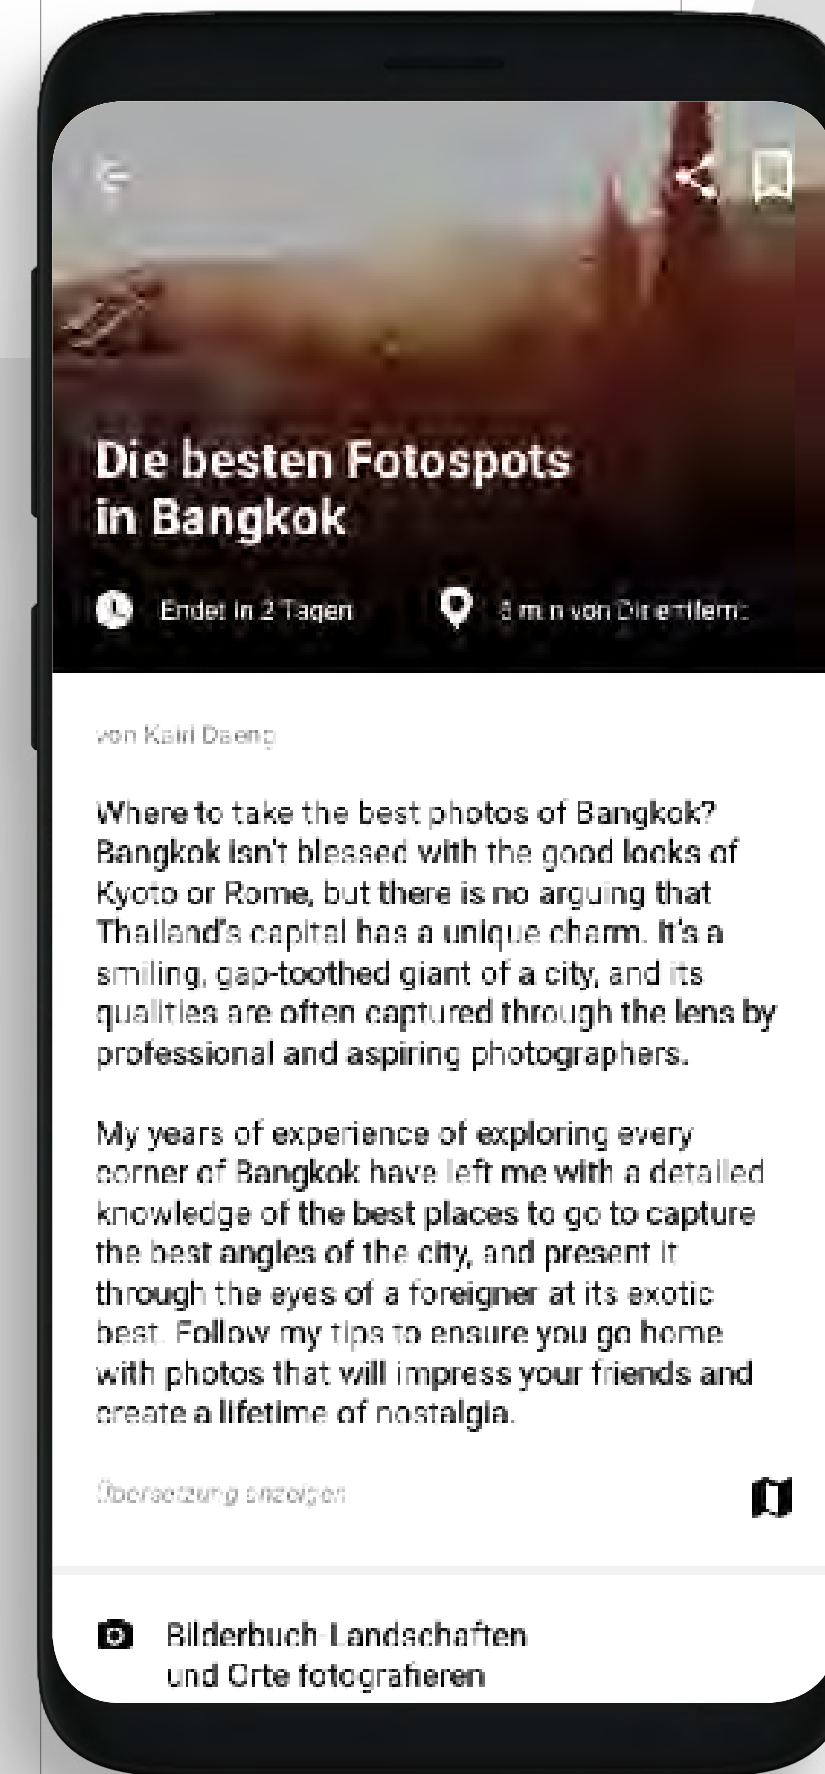 Die besten Fotospots
in Bangkok
Endet in 2 Tagen
min von Dir entfernt
von Kairi Daeng
Where to take the best photos of Bangkok?
Bangkok isn't blessed with the good looks of
Kyoto or Rome, but there is no arguing that
Thailand's capital has a unique charm. It's a
smiling, gap-toothed giant of a city, and its
qualities are often captured through the lens by
professional and aspiring photographers.
My years of experience of exploring every
corner of Bangkok have left me with a detailed
knowledge of the best places to go to capture
the best angles of the city, and present it
through the eyes of a foreigner at its exotic
best. Follow my tips to ensure you go home
with photos that will impress your friends and
create a lifetime of nostalgia.
Übersetzung anzeigen
Bilderbuch-Landschaften
und Orte fotografieren